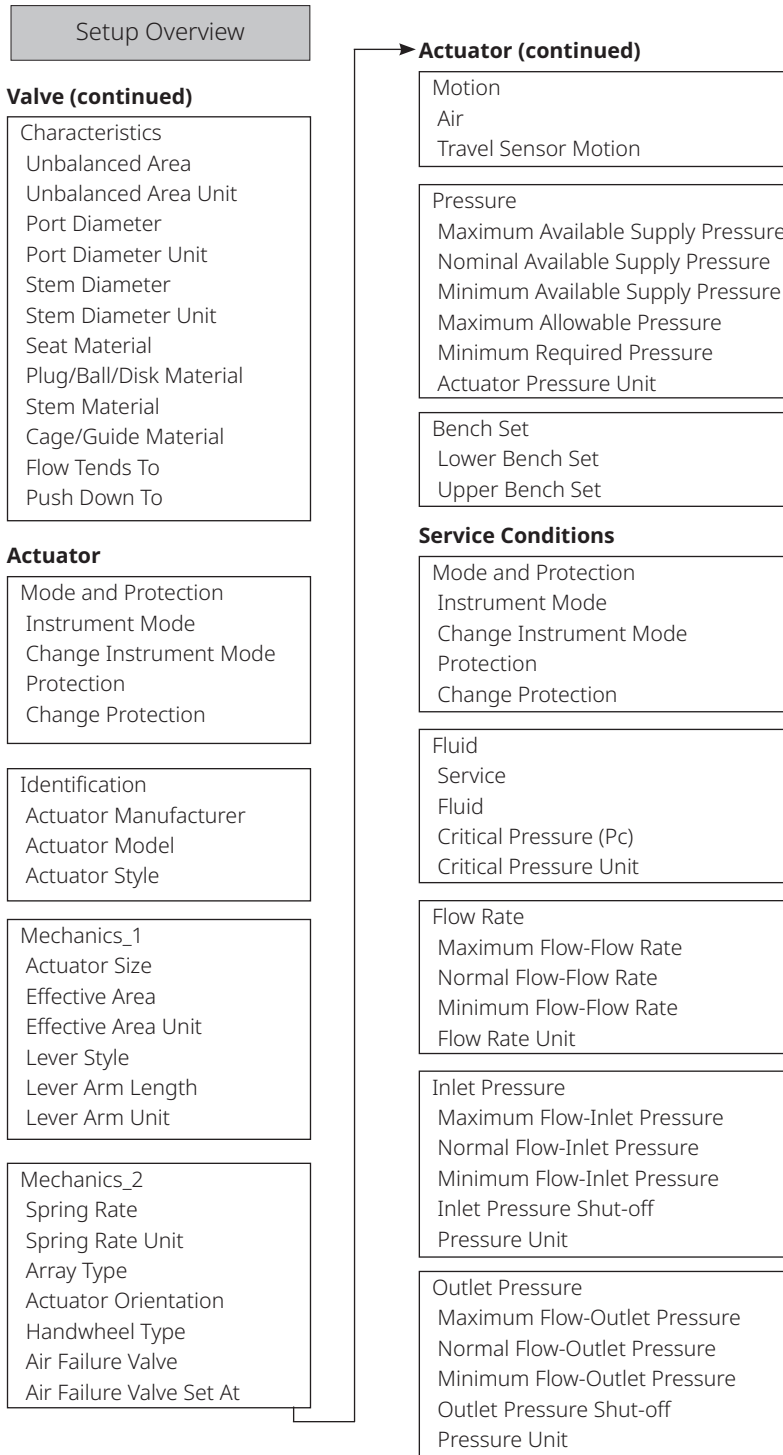 Setup Overview
Valve (continued)
Characteristics
Unbalanced Area
Unbalanced Area Unit
Port Diameter
Port Diameter Unit
Stem Diameter
Stem Diameter Unit
Seat Material
Plug/Ball/Disk Material
Stem Material
Cage/Guide Material
Flow Tends To
Push Down To
Actuator
Mode and Protection
Instrument Mode
Change Instrument Mode
Protection
Change Protection
Identification
Actuator Manufacturer
Actuator Model
Actuator Style
Mechanics_1
Actuator Size
Effective Area
Effective Area Unit
Lever Style
Lever Arm Length
Lever Arm Unit
Mechanics_2
Spring Rate
Spring Rate Unit
Array Type
Actuator Orientation
Handwheel Type
Air Failure Valve
Air Failure Valve Set At
Actuator (continued)
Motion
Air
Travel Sensor Motion
Pressure
Maximum Available Supply Pressure
Nominal Available Supply Pressure
Minimum Available Supply Pressure
Maximum Allowable Pressure
Minimum Required Pressure
Actuator Pressure Unit
Bench Set
Lower Bench Set
Upper Bench Set
Service Conditions
Mode and Protection
Instrument Mode
Change Instrument Mode
Protection
Change Protection
Fluid
Service
Fluid
Critical Pressure (Pc)
Critical Pressure Unit
Flow Rate
Maximum Flow-Flow Rate
Normal Flow-Flow Rate
Minimum Flow-Flow Rate
Flow Rate Unit
Inlet Pressure
Maximum Flow-Inlet Pressure
Normal Flow-Inlet Pressure
Minimum Flow-Inlet Pressure
Inlet Pressure Shut-off
Pressure Unit
Outlet Pressure
Maximum Flow-Outlet Pressure
Normal Flow-Outlet Pressure
Minimum Flow-Outlet Pressure
Outlet Pressure Shut-off
Pressure Unit